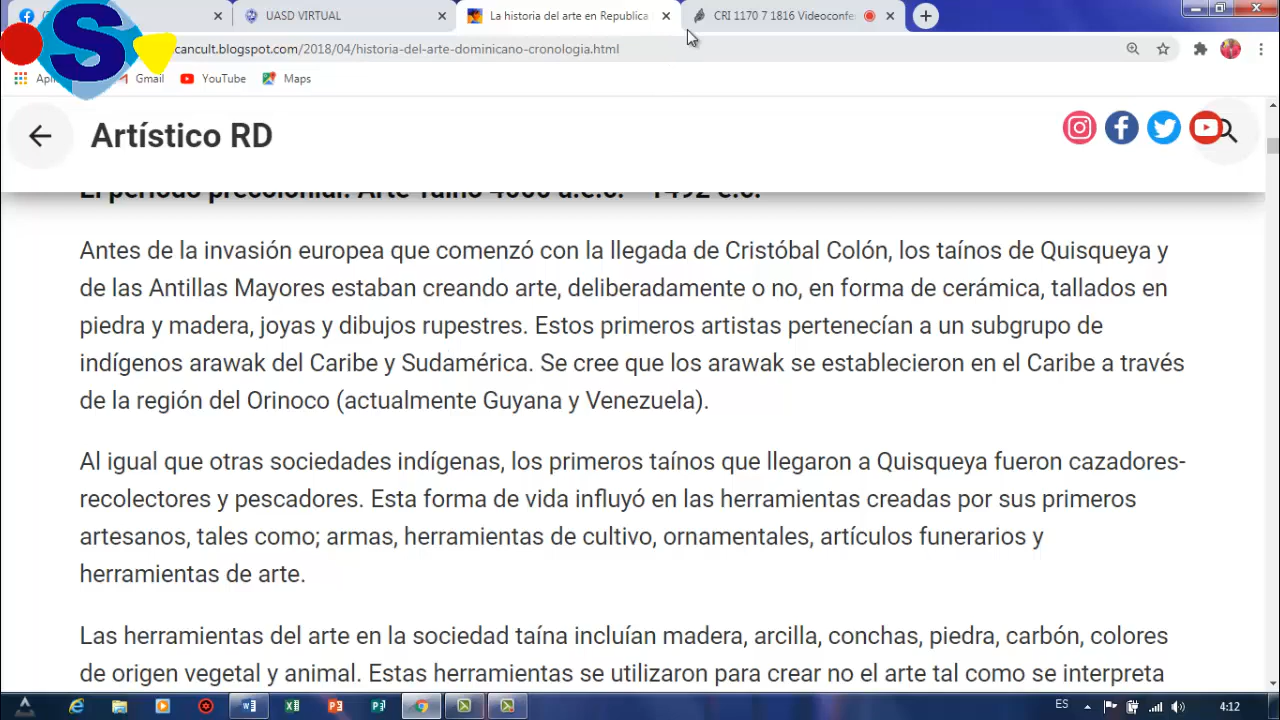 S
UASD VIRTUAL
La historia del arte en Republica
CRI 1170 7 1816 Videoconfe
cancult.blogspot.com/2018/04/historia-del-arte-dominicano-cronologia.html
Gmail
YouTube
Maps
Artístico RD
El periodo precolonial: Arte Taíno 4000 a.e.c. - 1492 e.c.
Antes de la invasión europea que comenzó con la llegada de Cristóbal Colón, los taínos de Quisqueya y
de las Antillas Mayores estaban creando arte, deliberadamente o no, en forma de cerámica, tallados en
piedra y madera, joyas y dibujos rupestres. Estos primeros artistas pertenecían a un subgrupo de
indígenos arawak del Caribe y Sudamérica. Se cree que los arawak se establecieron en el Caribe a través
de la región del Orinoco (actualmente Guyana y Venezuela).
Al igual que otras sociedades indígenas, los primeros taínos que llegaron a Quisqueya fueron cazadores-
recolectores y pescadores. Esta forma de vida influyó en las herramientas creadas por sus primeros
artesanos, tales como; armas, herramientas de cultivo, ornamentales, artículos funerarios y
herramientas de arte.
Las herramientas del arte en la sociedad taína incluían madera, arcilla, conchas, piedra, carbón, colores
de origen vegetal y animal. Estas herramientas se utilizaron para crear no el arte tal como se interpreta
ES
4:12